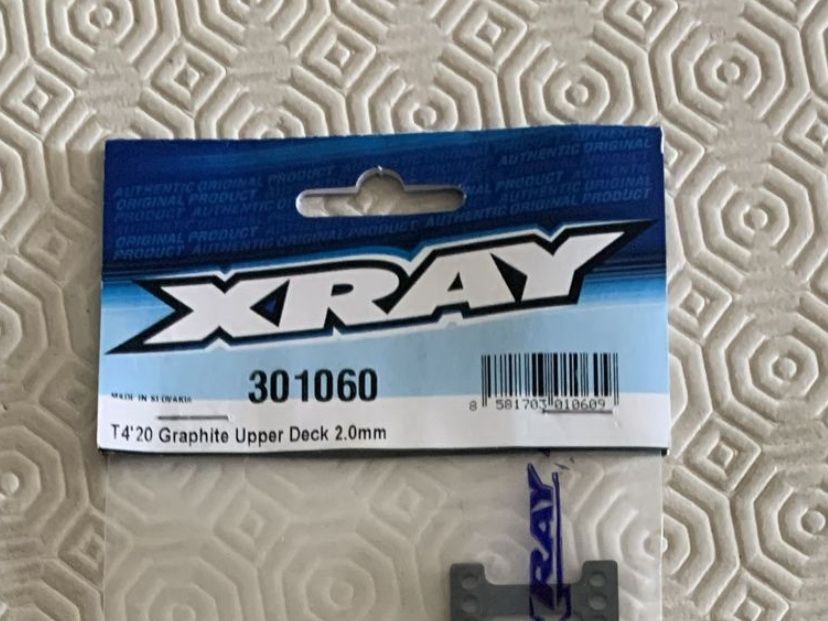 AUTHENTIC ORIGINAL PRODUCT
ORIGINAL PRODUCT
PRODUCT AUTHENTIC
ORIGINAL PRODUCT
PRODUCT AUTHENTIC ORIGINAL PRODUCT
AUTHENTIC ORIGINAL
PRODUCT AUTHENTIC ORIGINAL
AUTHENTIC ORIGINAL PRODUCT
XRAY
MADE IN SLOVAKIA
301060
8 581703 010609
T4'20 Graphite Upper Deck 2.0mm
XRAY